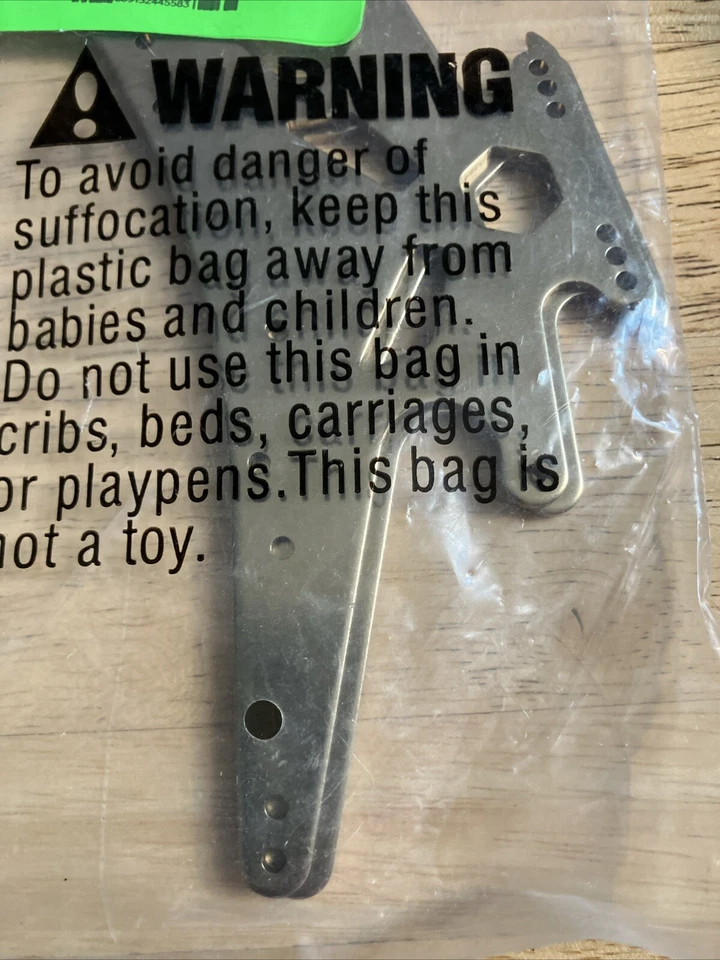 WARNING
To avoid danger of
suffocation, keep this
plastic bag away from
babies and children.
Do not use this bag in
cribs, beds, carriages,
or playpens.This bag is
not a toy.